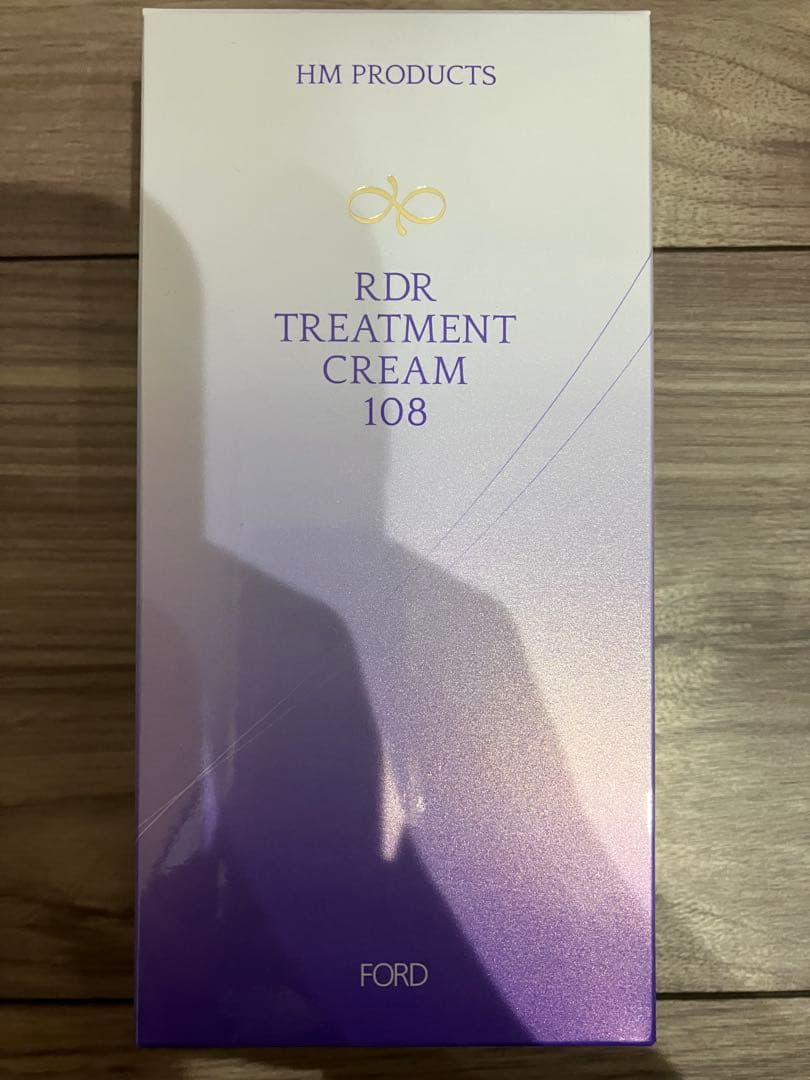 HM PRODUCTS
RDR
TREATMENT
CREAM
108
FORD